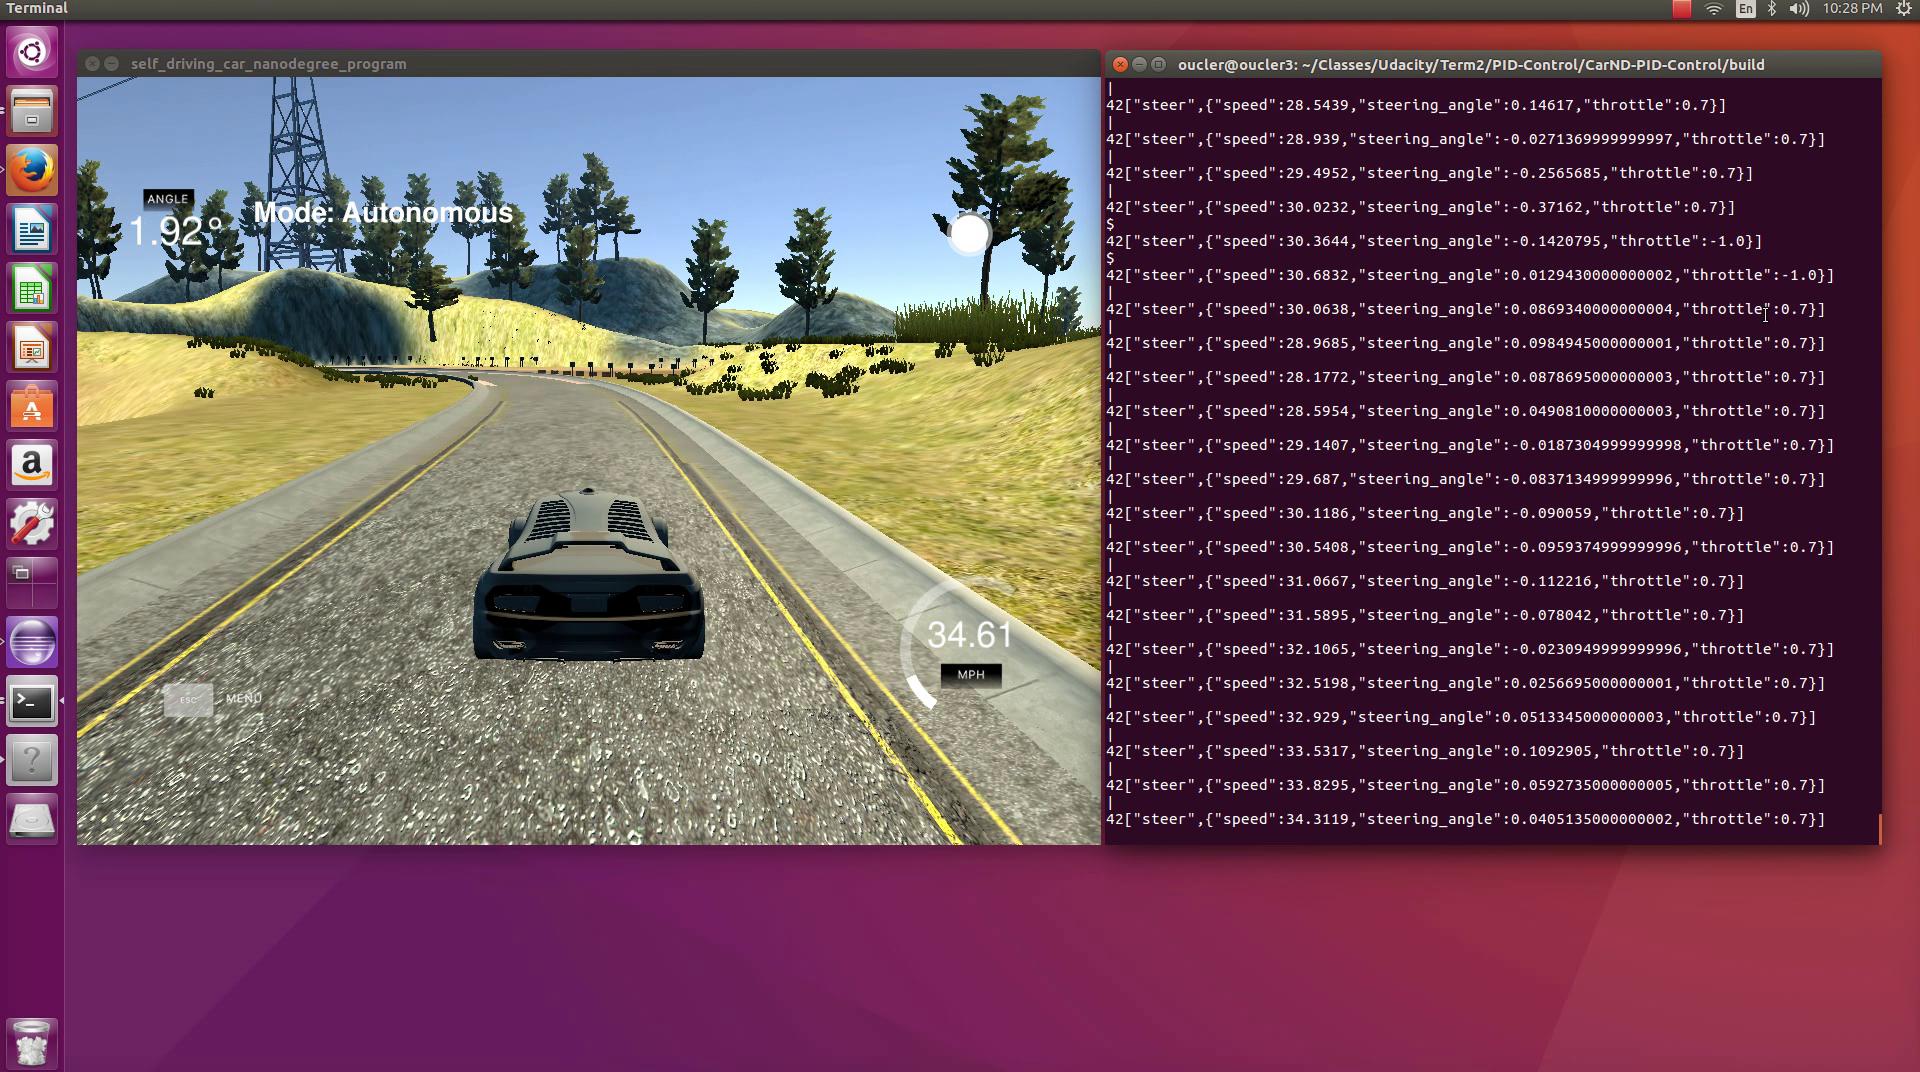 Terminal
En
10:28 PM
self_driving_car_nanodegree_program
ANGLE
1.92°
Mode: Autonomous
34.61
MPH
ESC
MENU
a
>_
?
oucler@oucler3: ~/Classes/Udacity/Term2/PID-Control/CarND-PID-Control/build
|
42["steer",{"speed":28.5439,"steering_angle":0.14617,"throttle":0.7}]
|
42["steer",{"speed":28.939,"steering_angle":-0.0271369999999997,"throttle":0.7}]
|
42["steer",{"speed":29.4952,"steering_angle":-0.2565685,"throttle":0.7}]
|
42["steer",{"speed":30.0232,"steering_angle":-0.37162,"throttle":0.7}]
$
42["steer",{"speed":30.3644,"steering_angle":-0.1420795,"throttle":-1.0}]
$
42["steer",{"speed":30.6832,"steering_angle":0.0129430000000002,"throttle":-1.0}]
|
42["steer",{"speed":30.0638,"steering_angle":0.0869340000000004,"throttle":0.7}]
|
42["steer",{"speed":28.9685,"steering_angle":0.0984945000000001,"throttle":0.7}]
|
42["steer",{"speed":28.1772,"steering_angle":0.0878695000000003,"throttle":0.7}]
|
42["steer",{"speed":28.5954,"steering_angle":0.0490810000000003,"throttle":0.7}]
|
42["steer",{"speed":29.1407,"steering_angle":-0.0187304999999998,"throttle":0.7}]
|
42["steer",{"speed":29.687,"steering_angle":-0.0837134999999996,"throttle":0.7}]
|
42["steer",{"speed":30.1186,"steering_angle":-0.090059,"throttle":0.7}]
|
42["steer",{"speed":30.5408,"steering_angle":-0.0959374999999996,"throttle":0.7}]
|
42["steer",{"speed":31.0667,"steering_angle":-0.112216,"throttle":0.7}]
|
42["steer",{"speed":31.5895,"steering_angle":-0.078042,"throttle":0.7}]
|
42["steer",{"speed":32.1065,"steering_angle":-0.0230949999999996,"throttle":0.7}]
|
42["steer",{"speed":32.5198,"steering_angle":0.0256695000000001,"throttle":0.7}]
|
42["steer",{"speed":32.929,"steering_angle":0.0513345000000003,"throttle":0.7}]
|
42["steer",{"speed":33.5317,"steering_angle":0.1092905,"throttle":0.7}]
|
42["steer",{"speed":33.8295,"steering_angle":0.0592735000000005,"throttle":0.7}]
|
42["steer",{"speed":34.3119,"steering_angle":0.0405135000000002,"throttle":0.7}]